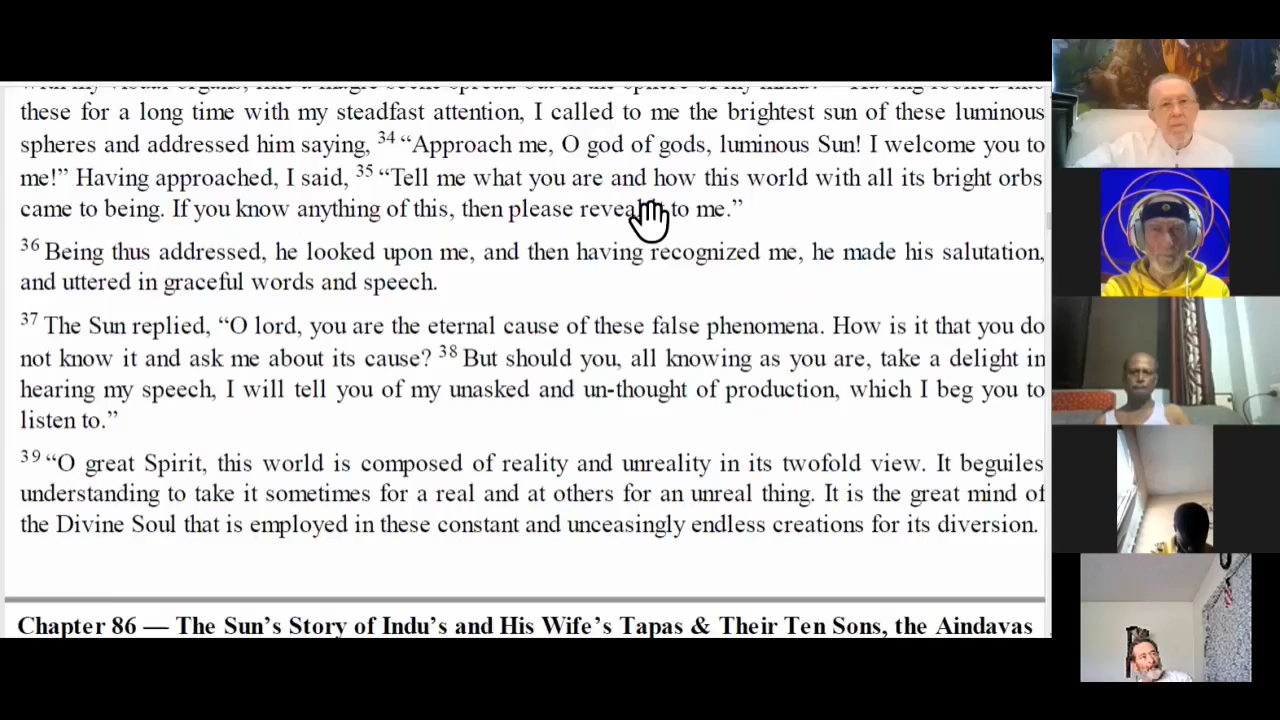 these for a long time with my steadfast attention, I called to me the brightest sun of these luminous
spheres and addressed him saying, 34 “Approach me, O god of gods, luminous Sun! I welcome you to
me!” Having approached, I said, 35 “Tell me what you are and how this world with all its bright orbs
came to being. If you know anything of this, then please reveal to me.”
36 Being thus addressed, he looked upon me, and then having recognized me, he made his salutation,
and uttered in graceful words and speech.
37 The Sun replied, “O lord, you are the eternal cause of these false phenomena. How is it that you do
not know it and ask me about its cause? 38 But should you, all knowing as you are, take a delight in
hearing my speech, I will tell you of my unasked and un-thought of production, which I beg you to
listen to.”
39 “O great Spirit, this world is composed of reality and unreality in its twofold view. It beguiles
understanding to take it sometimes for a real and at others for an unreal thing. It is the great mind of
the Divine Soul that is employed in these constant and unceasingly endless creations for its diversion.
Chapter 86 — The Sun’s Story of Indu’s and His Wife’s Tapas & Their Ten Sons, the Aindavas